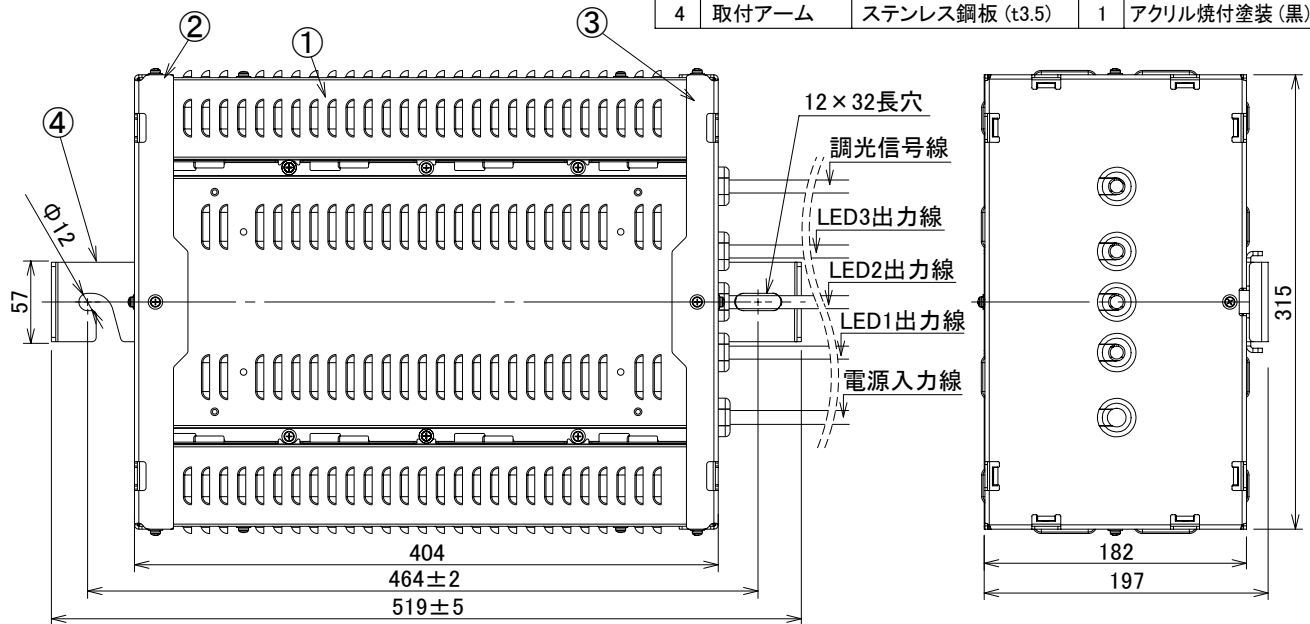 4 取付アーム ステンレス鋼板 (t3.5) 1 アクリル焼付塗装 (黒)
② ① ③
④
12×32長穴
調光信号線
LED3出力線
LED2出力線
LED1出力線
電源入力線
Φ12
57
315
404
464±2
519±5
182
197